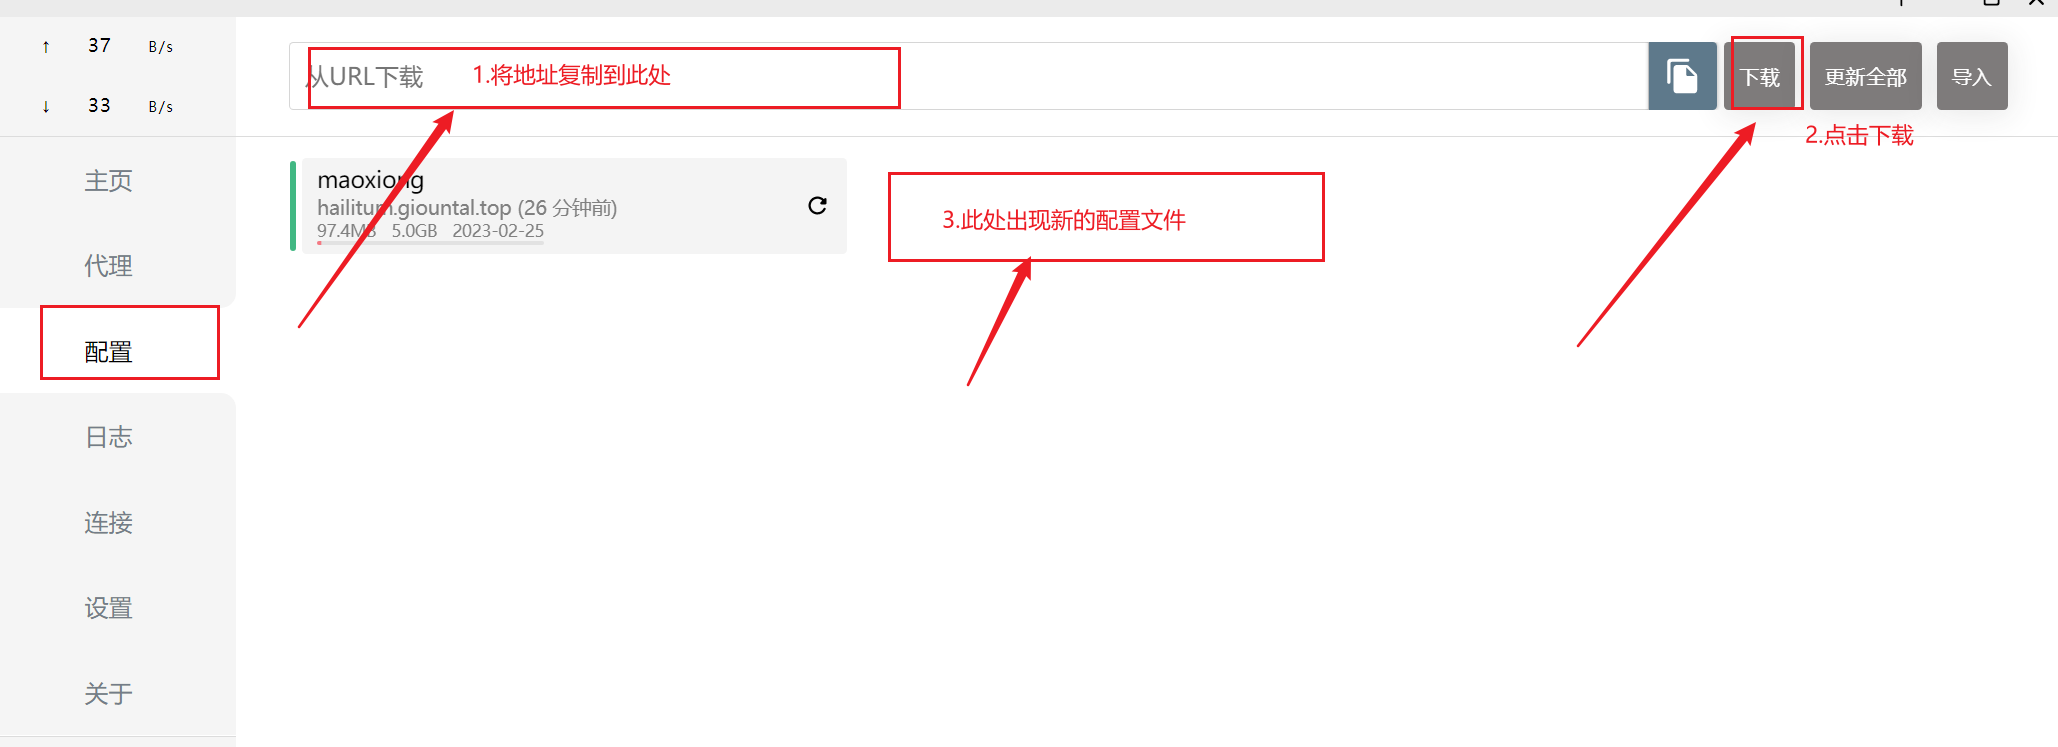 ↑ 37 B/s
↓ 33 B/s
从URL下载
1.将地址复制到此处
下载
更新全部
导入
2.点击下载
主页
代理
配置
日志
连接
设置
关于
maoxiong
hailitum.giountal.top (26 分钟前)
97.4MB 5.0GB 2023-02-25
3.此处出现新的配置文件